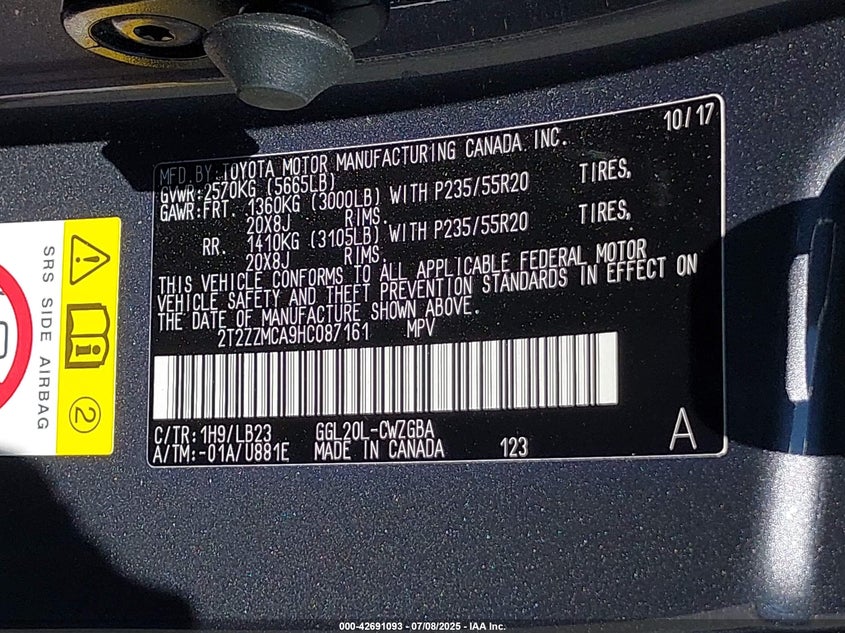 10/17
MFD. BY: TOYOTA MOTOR MANUFACTURING CANADA INC.
GVWR:2570KG (5665LB)
GAWR:FRT. 1360KG (3000LB) WITH P235/55R20 TIRES,
20X8J RIMS.
RR. 1410KG (3105LB) WITH P235/55R20 TIRES,
20X8J RIMS.
THIS VEHICLE CONFORMS TO ALL APPLICABLE FEDERAL MOTOR
VEHICLE SAFETY AND THEFT PREVENTION STANDARDS IN EFFECT ON
THE DATE OF MANUFACTURE SHOWN ABOVE.
2T2ZZMCA9HC087161 MPV
C/TR: 1H9/LB23 GGL20L-CWZGBA
A/TM:-01A/U881E MADE IN CANADA 123
A
SRS SIDE AIRBAG
2
000-42691093 - 07/08/2025 - IAA Inc.